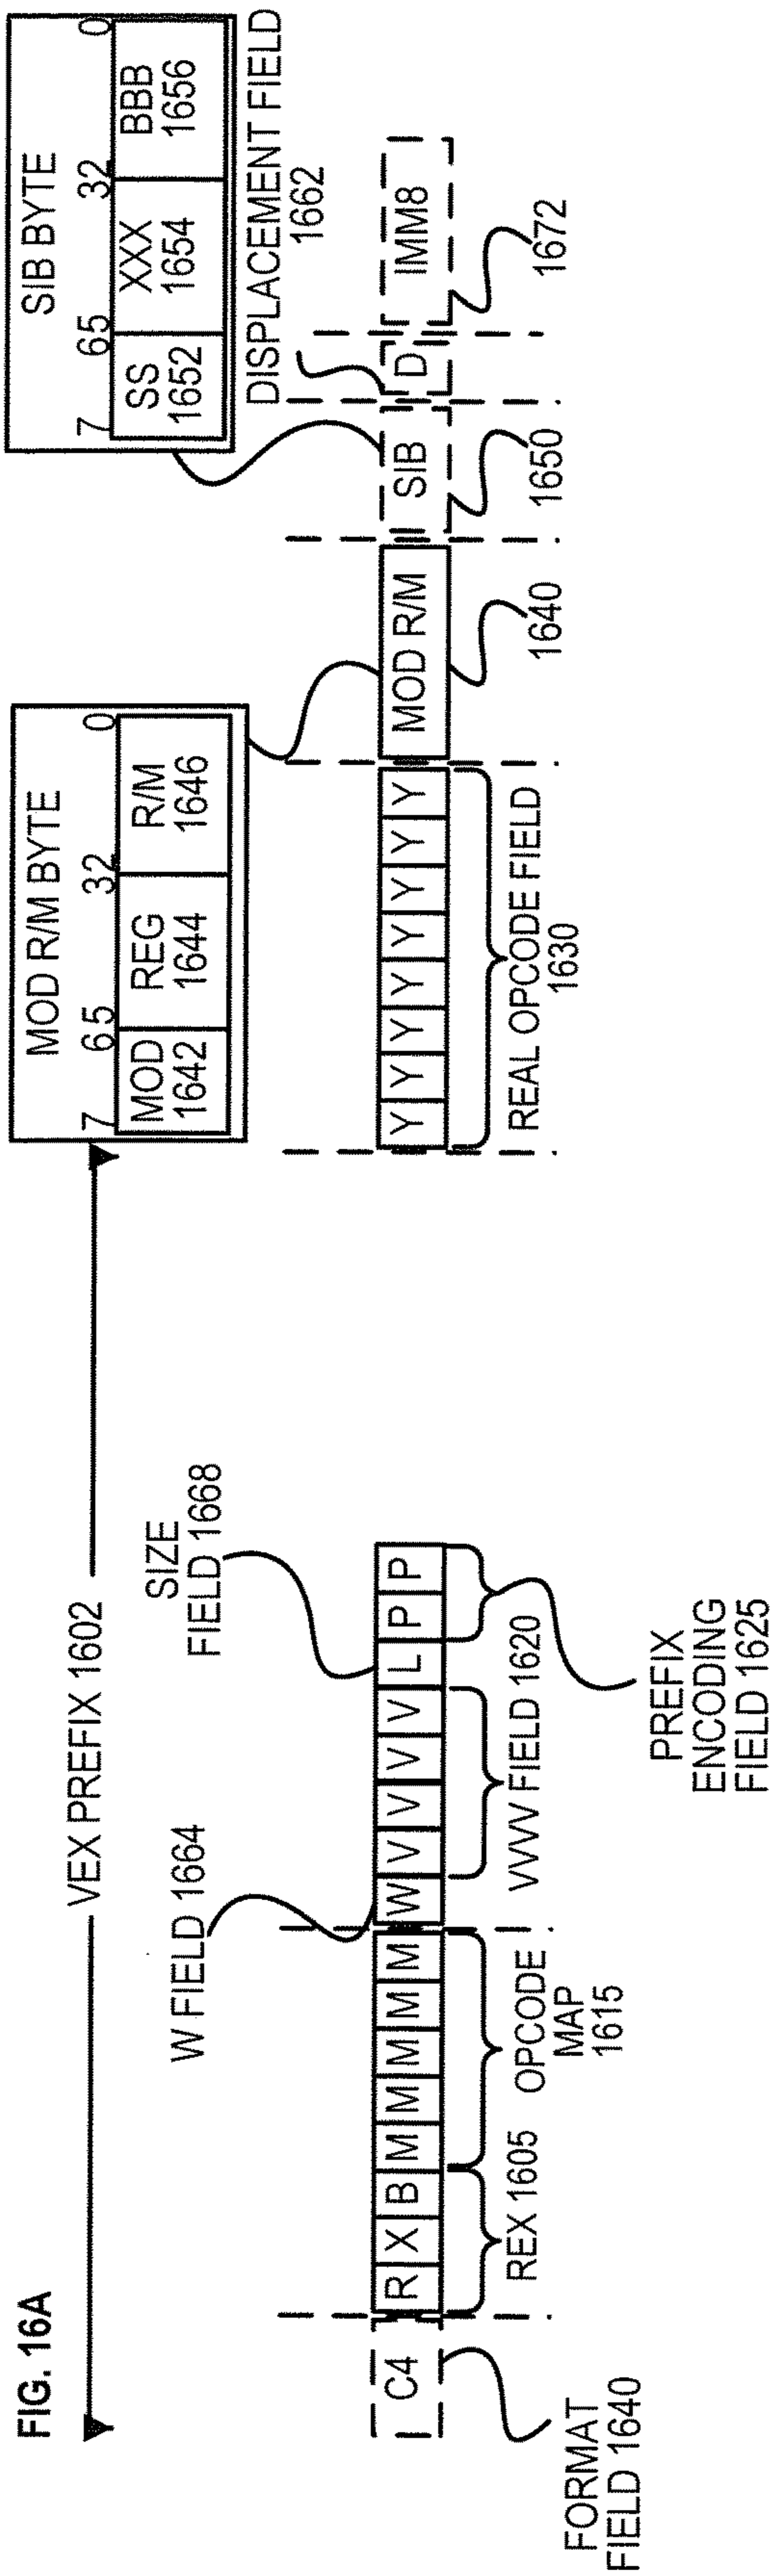 FIG. 16A
VEX PREFIX 1602
MOD R/M BYTE
7 6 5 3 2 0
MOD
1642
REG
1644
R/M
1646
SIB BYTE
7 6 5 3 2 0
SS
1652
XXX
1654
BBB
1656
W FIELD 1664
SIZE
FIELD 1668
DISPLACEMENT FIELD
1662
C4 R X B M M M M M W V V V V L P P Y Y Y Y Y Y Y Y MOD R/M SIB D IMM8
FORMAT
FIELD 1640
REX 1605
OPCODE
MAP
1615
VVVV FIELD 1620
PREFIX
ENCODING
FIELD 1625
REAL OPCODE FIELD
1630
1640
1650
1672